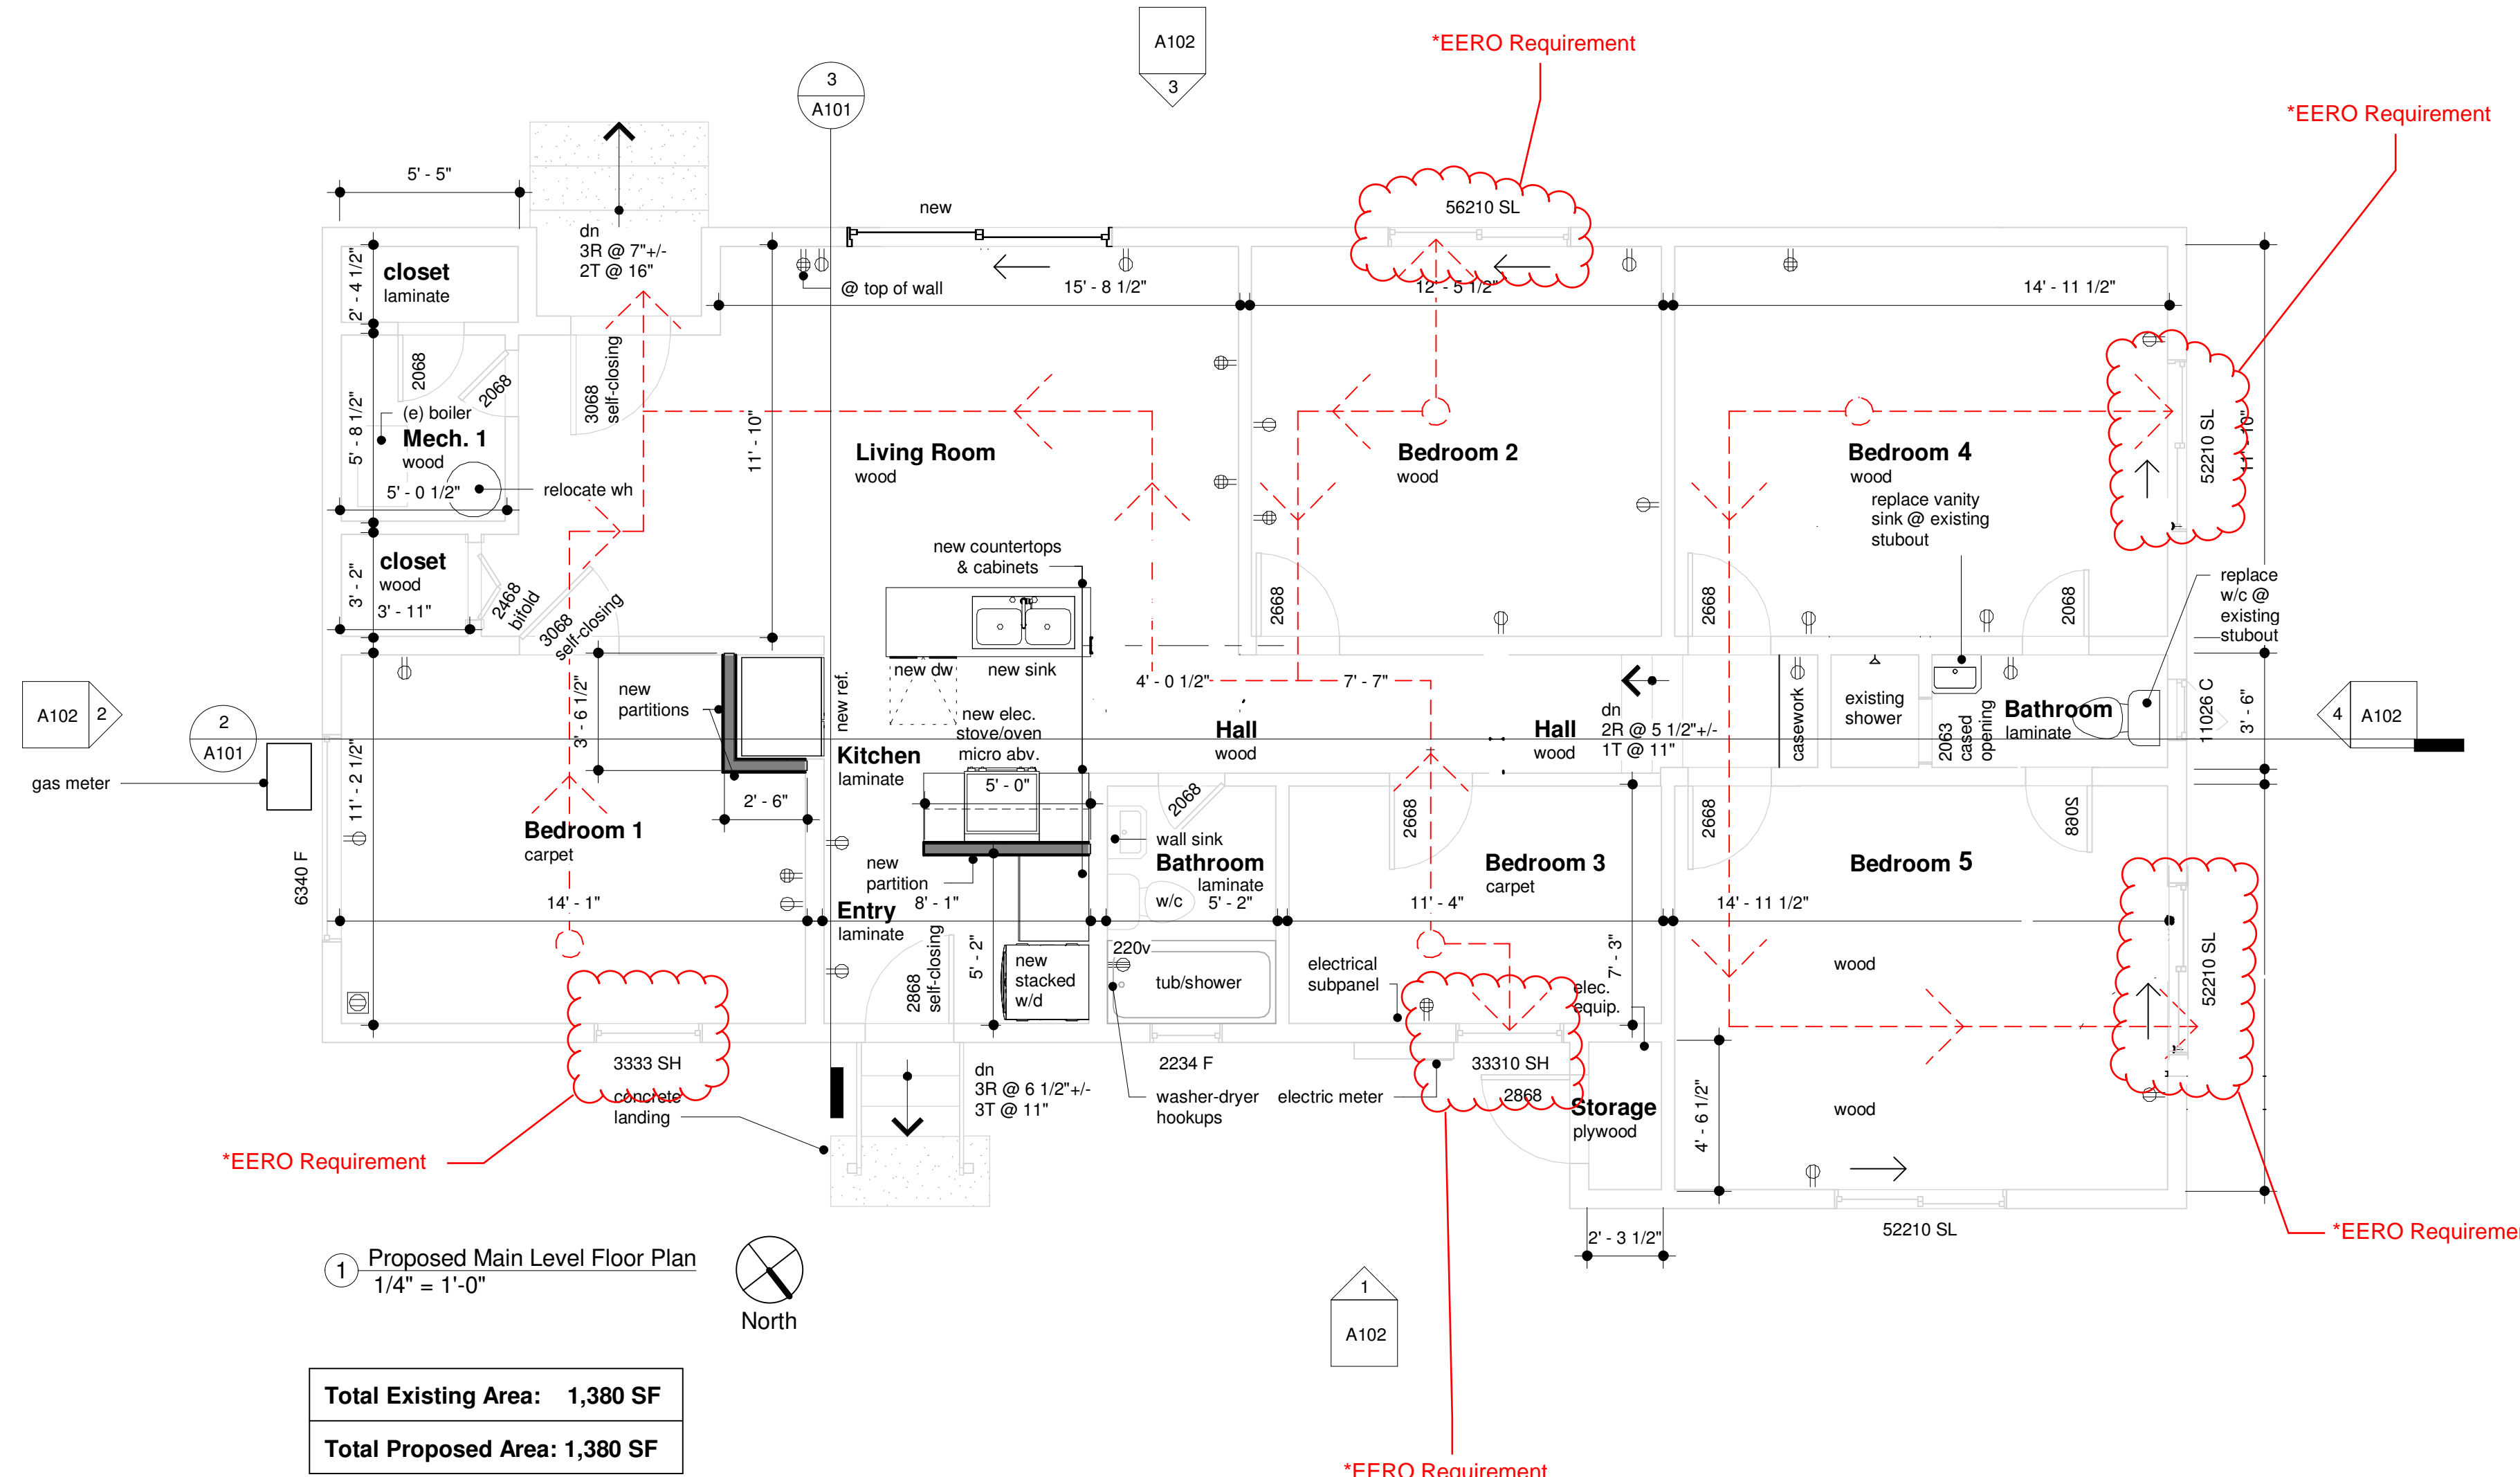 A102
3
*EERO Requirement
*EERO Requirement
3
A101
5' - 5"
new
56210 SL
dn
3R @ 7"+/-
2T @ 16"
closet
laminate
2' - 4 1/2"
@ top of wall
15' - 8 1/2"
12' - 5 1/2"
14' - 11 1/2"
2068
2068
3068
self-closing
(e) boiler
Mech. 1
wood
5' - 8 1/2"
5' - 0 1/2"
relocate wh
11' - 10"
Living Room
wood
Bedroom 2
wood
Bedroom 4
wood
replace vanity
sink @ existing
stubout
52210 SL
11' - 10"
closet
wood
3' - 2"
3' - 11"
2468
bifold
3068
self-closing
new countertops
& cabinets
2668
2668
2068
replace
w/c @
existing
stubout
new dw
new sink
new ref.
new
partitions
3' - 6 1/2"
4' - 0 1/2"
7' - 7"
A102
2
2
A101
gas meter
11' - 2 1/2"
new elec.
stove/oven
micro abv.
Hall
wood
Hall
wood
dn
2R @ 5 1/2"+/-
1T @ 11"
casework
existing
shower
2063
cased
opening
Bathroom
laminate
11026 C
3' - 6"
4
A102
Kitchen
laminate
5' - 0"
2' - 6"
Bedroom 1
carpet
6340 F
14' - 1"
new
partition
Entry
laminate
8' - 1"
2068
wall sink
Bathroom
laminate
w/c
5' - 2"
2668
Bedroom 3
carpet
11' - 4"
2668
Bedroom 5
14' - 11 1/2"
2068
2868
self-closing
5' - 2"
new
stacked
w/d
220v
tub/shower
electrical
subpanel
elec.
equip.
7' - 3"
wood
52210 SL
3333 SH
concrete
landing
dn
3R @ 6 1/2"+/-
3T @ 11"
2234 F
washer-dryer
hookups
electric meter
33310 SH
2868
Storage
plywood
4' - 6 1/2"
wood
*EERO Requirement
2' - 3 1/2"
52210 SL
*EERO Requireme
1
Proposed Main Level Floor Plan
1/4" = 1'-0"
North
1
A102
Total Existing Area: 1,380 SF
Total Proposed Area: 1,380 SF
*EERO Requirement